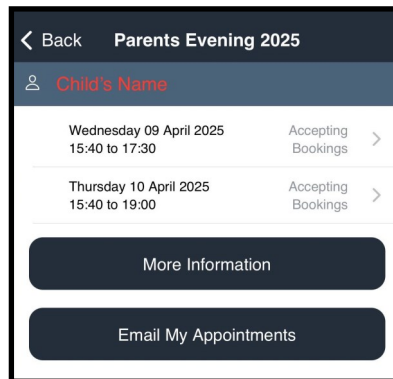 Back Parents Evening 2025
Child's Name
Wednesday 09 April 2025
15:40 to 17:30
Accepting
Bookings
Thursday 10 April 2025
15:40 to 19:00
Accepting
Bookings
More Information
Email My Appointments